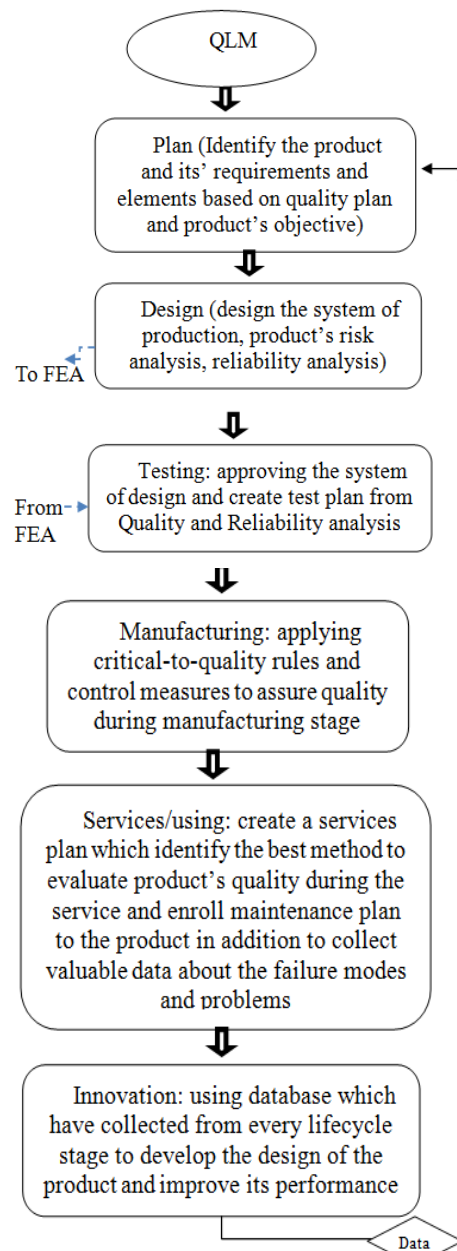 QLM
Plan (Identify the product
and its’ requirements and
elements based on quality plan
and product’s objective)
Design (design the system of
production, product’s risk
analysis, reliability analysis)
To FEA
Testing: approving the system
of design and create test plan from
Quality and Reliability analysis
From
FEA
Manufacturing: applying
critical-to-quality rules and
control measures to assure quality
during manufacturing stage
Services/using: create a services
plan which identify the best method to
evaluate product’s quality during the
service and enroll maintenance plan
to the product in addition to collect
valuable data about the failure modes
and problems
Innovation: using database which
have collected from every lifecycle
stage to develop the design of the
product and improve its performance
Data